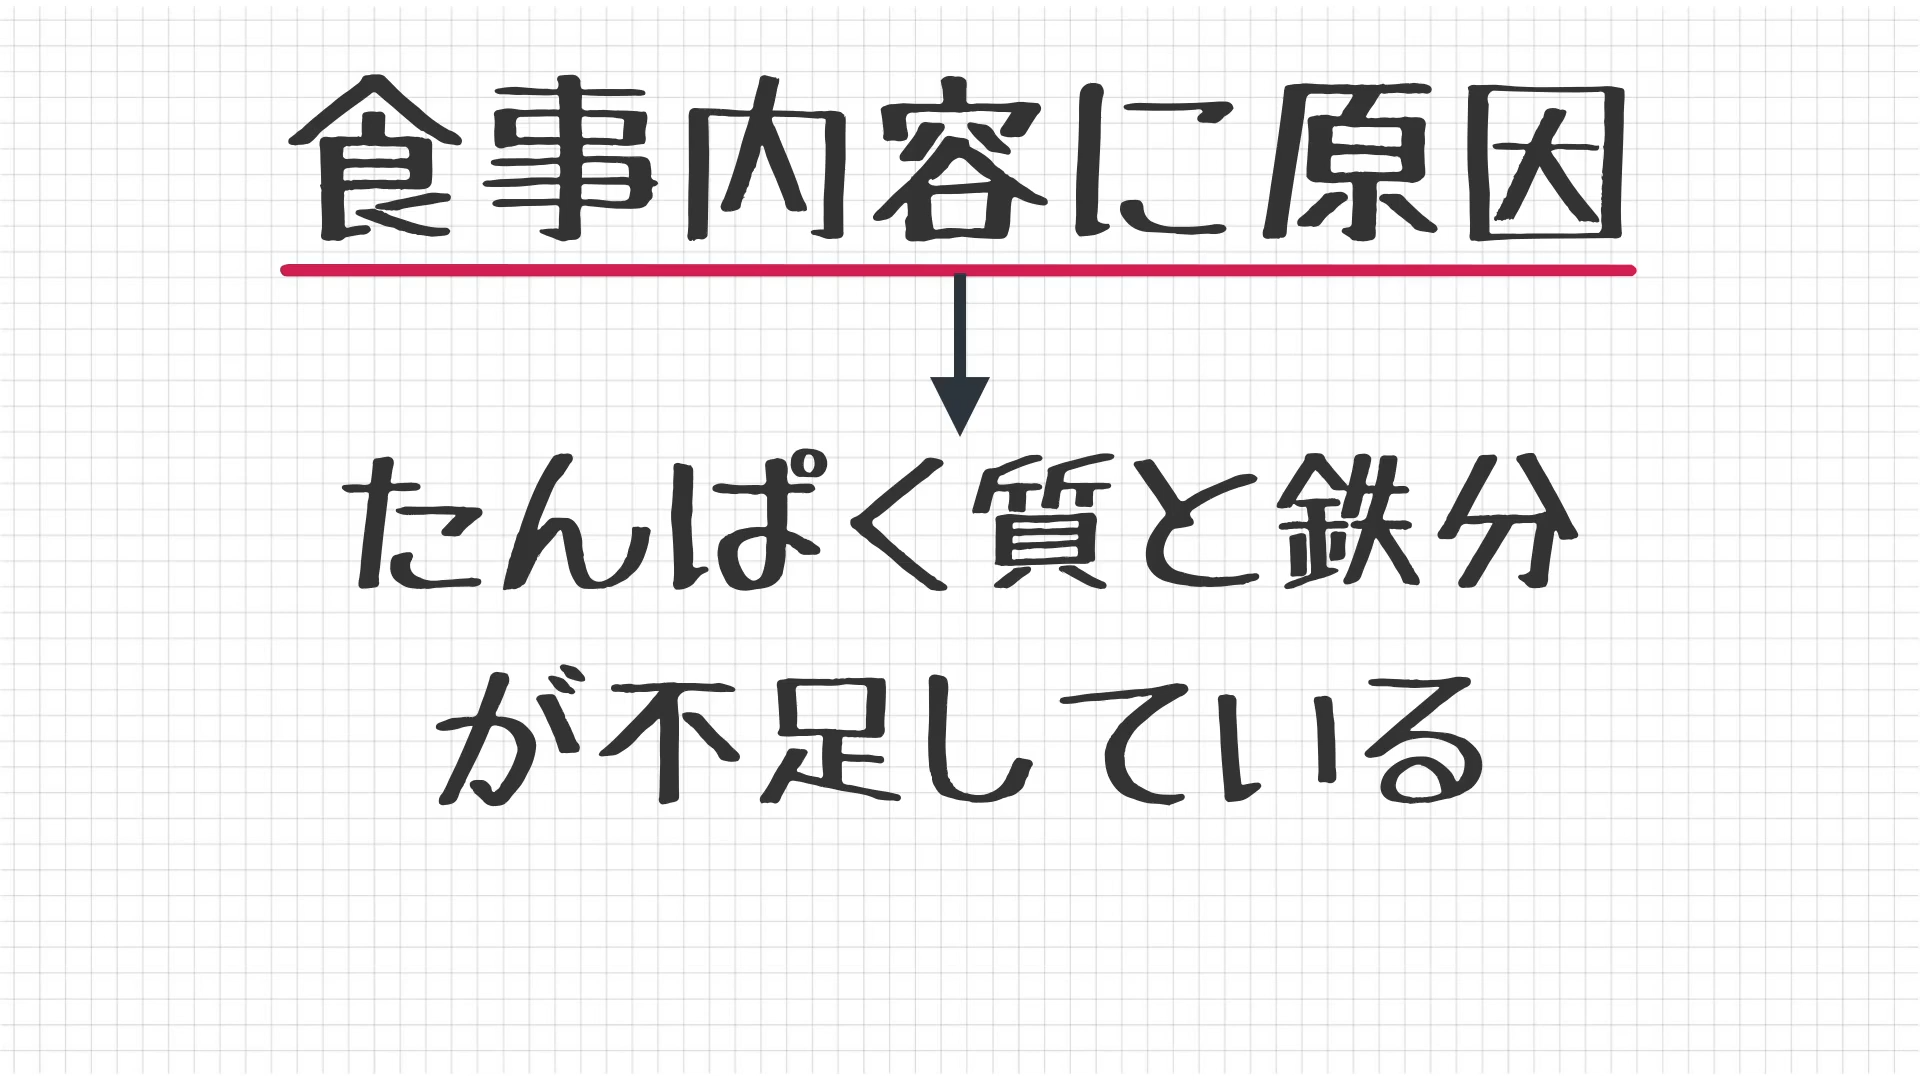 食事内容に原因
たんぱく質と鉄分
が不足している